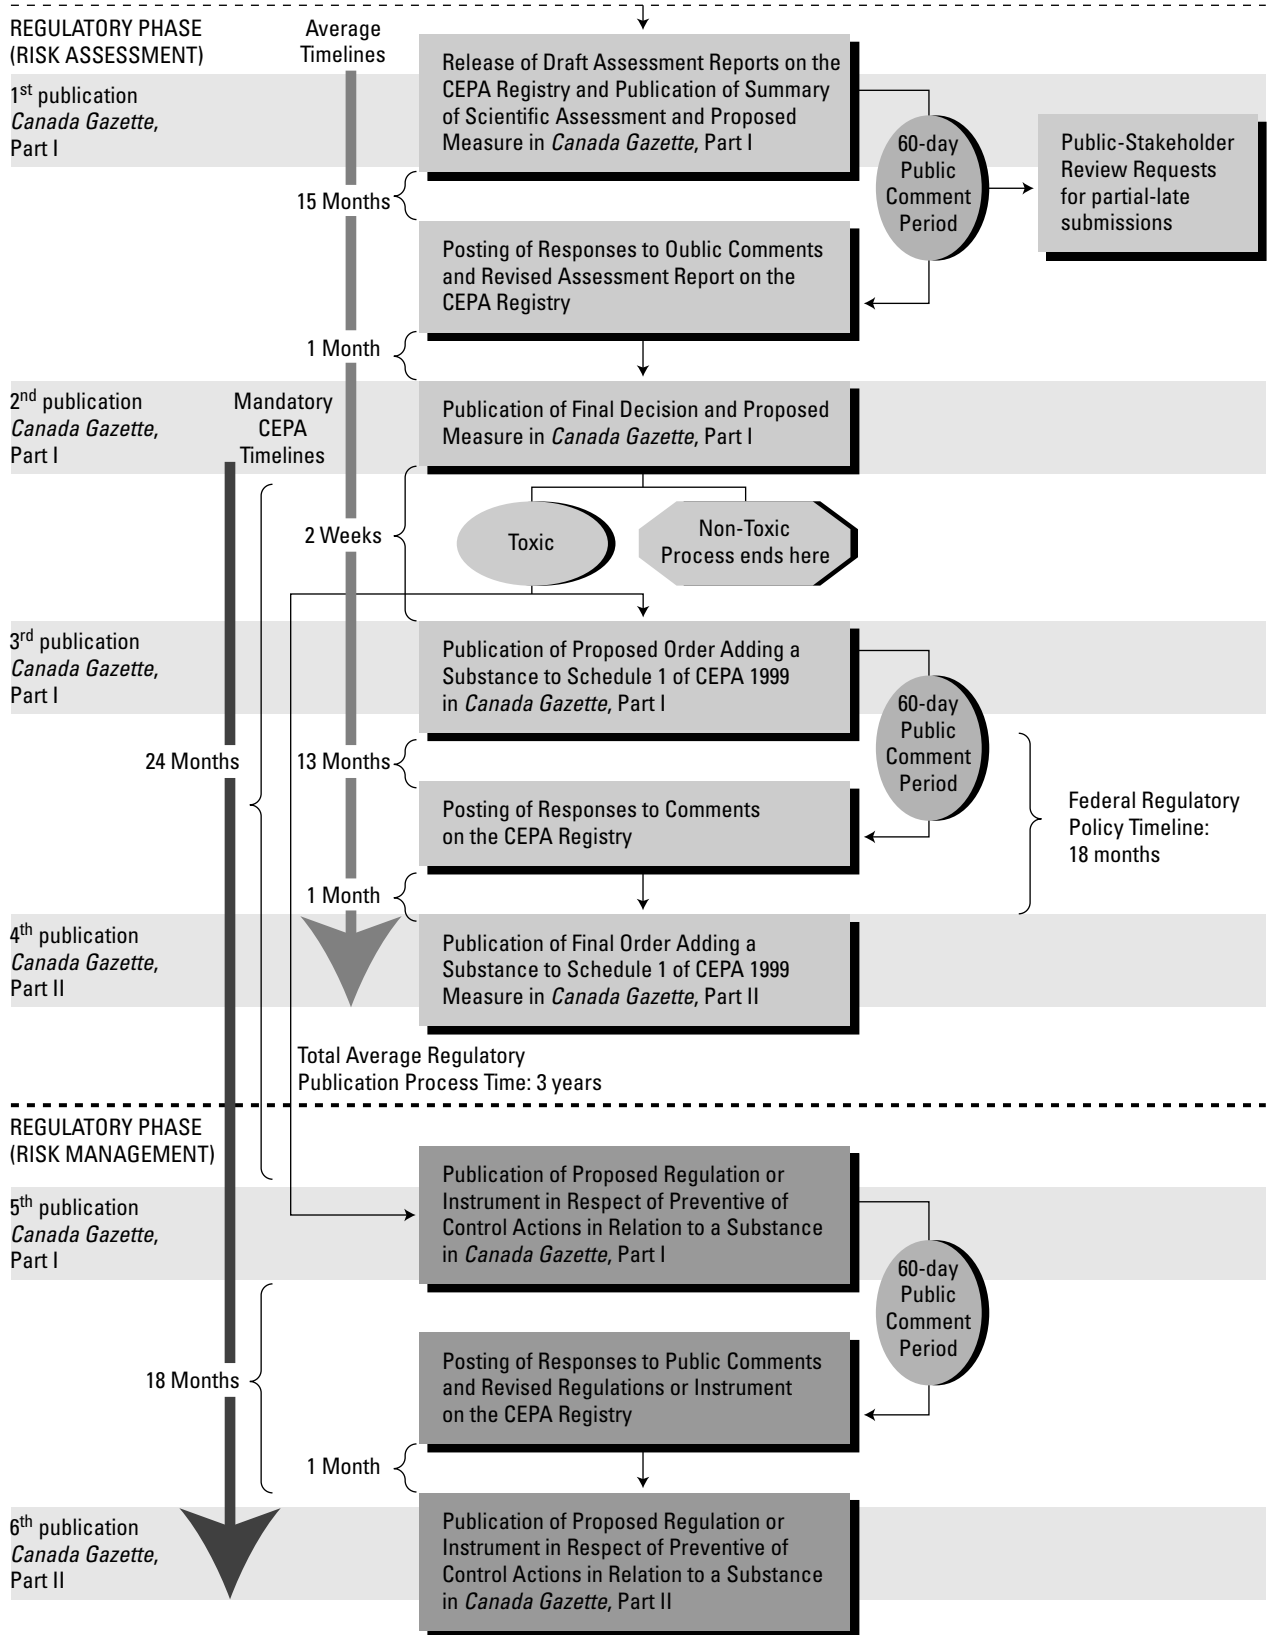 REGULATORY PHASE
(RISK ASSESSMENT)
Average
Timelines
1st publication
Canada Gazette,
Part I
Release of Draft Assessment Reports on the
CEPA Registry and Publication of Summary
of Scientific Assessment and Proposed
Measure in Canada Gazette, Part I
60-day
Public
Comment
Period
Public-Stakeholder
Review Requests
for partial-late
submissions
15 Months
Posting of Responses to Oublic Comments
and Revised Assessment Report on the
CEPA Registry
1 Month
2nd publication
Canada Gazette,
Part I
Mandatory
CEPA
Timelines
Publication of Final Decision and Proposed
Measure in Canada Gazette, Part I
2 Weeks
Toxic
Non-Toxic
Process ends here
3rd publication
Canada Gazette,
Part I
Publication of Proposed Order Adding a
Substance to Schedule 1 of CEPA 1999
in Canada Gazette, Part I
60-day
Public
Comment
Period
24 Months
13 Months
Posting of Responses to Comments
on the CEPA Registry
Federal Regulatory
Policy Timeline:
18 months
1 Month
4th publication
Canada Gazette,
Part II
Publication of Final Order Adding a
Substance to Schedule 1 of CEPA 1999
Measure in Canada Gazette, Part II
Total Average Regulatory
Publication Process Time: 3 years
REGULATORY PHASE
(RISK MANAGEMENT)
5th publication
Canada Gazette,
Part I
Publication of Proposed Regulation or
Instrument in Respect of Preventive of
Control Actions in Relation to a Substance
in Canada Gazette, Part I
60-day
Public
Comment
Period
18 Months
Posting of Responses to Public Comments
and Revised Regulations or Instrument
on the CEPA Registry
1 Month
6th publication
Canada Gazette,
Part II
Publication of Proposed Regulation or
Instrument in Respect of Preventive of
Control Actions in Relation to a Substance
in Canada Gazette, Part II